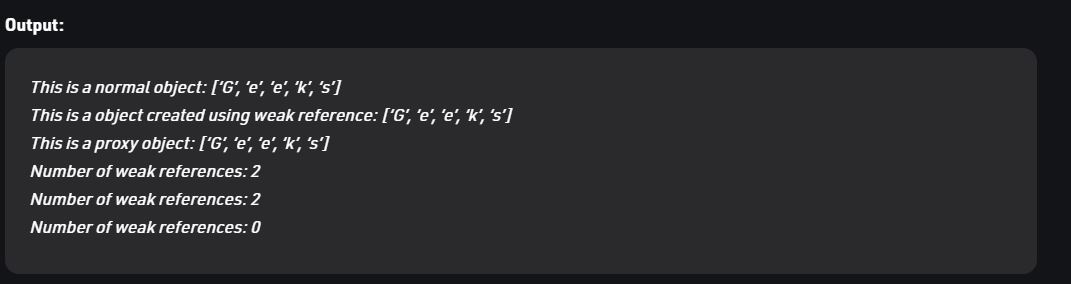 Output:
This is a normal object: [‘G’, ‘e’, ‘e’, ‘k’, ‘s’]
This is a object created using weak reference: [‘G’, ‘e’, ‘e’, ‘k’, ‘s’]
This is a proxy object: [‘G’, ‘e’, ‘e’, ‘k’, ‘s’]
Number of weak references: 2
Number of weak references: 2
Number of weak references: 0